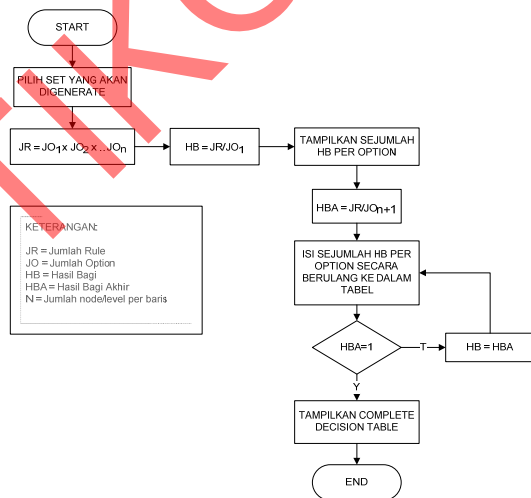 START
PILIH SET YANG AKAN
DIGENERATE
JR = JO1 x JO2 x ..JOn
HB = JR/JO1
TAMPILKAN SEJUMLAH
HB PER OPTION
HBA = JR/JOn+1
KETERANGAN:
JR = Jumlah Rule
JO = Jumlah Option
HB = Hasil Bagi
HBA = Hasil Bagi Akhir
N = Jumlah node/level per baris
ISI SEJUMLAH HB PER
OPTION SECARA
BERULANG KE DALAM
TABEL
HBA=1
T
HB = HBA
Y
TAMPILKAN COMPLETE
DECISION TABLE
END